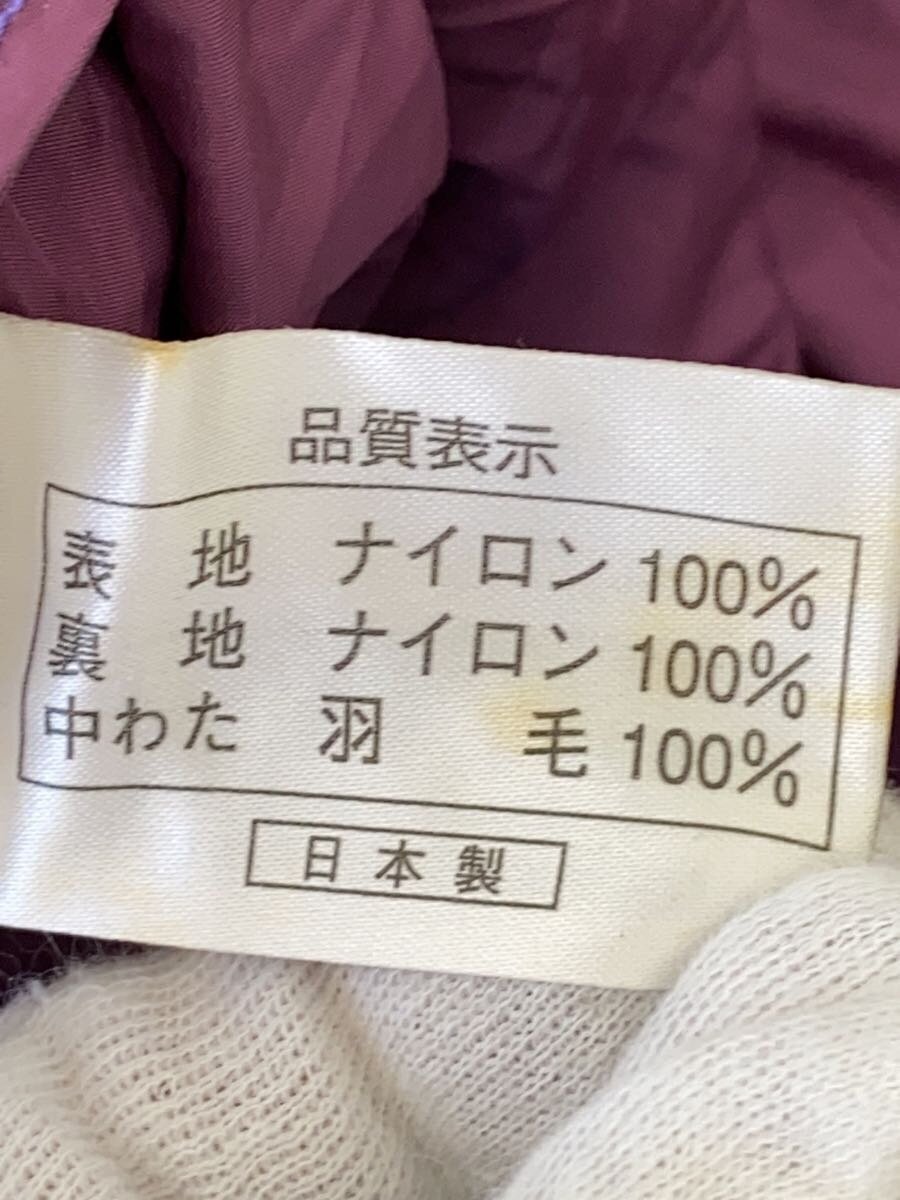 品質表示
表 地 ナイロン 100%
裏 地 ナイロン 100%
中わた 羽 毛 100%
日本製